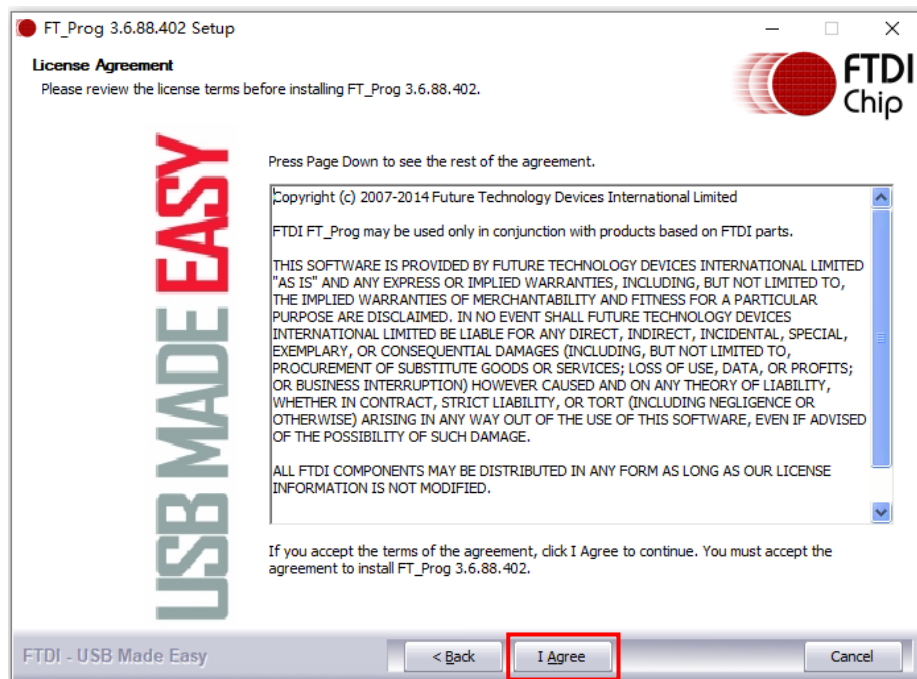 FT_Prog 3.6.88.402 Setup
License Agreement
Please review the license terms before installing FT_Prog 3.6.88.402.
FTDI
Chip
USB MADE EASY
Press Page Down to see the rest of the agreement.
Copyright (c) 2007-2014 Future Technology Devices International Limited
FTDI FT_Prog may be used only in conjunction with products based on FTDI parts.
THIS SOFTWARE IS PROVIDED BY FUTURE TECHNOLOGY DEVICES INTERNATIONAL LIMITED
"AS IS" AND ANY EXPRESS OR IMPLIED WARRANTIES, INCLUDING, BUT NOT LIMITED TO,
THE IMPLIED WARRANTIES OF MERCHANTABILITY AND FITNESS FOR A PARTICULAR
PURPOSE ARE DISCLAIMED. IN NO EVENT SHALL FUTURE TECHNOLOGY DEVICES
INTERNATIONAL LIMITED BE LIABLE FOR ANY DIRECT, INDIRECT, INCIDENTAL, SPECIAL,
EXEMPLARY, OR CONSEQUENTIAL DAMAGES (INCLUDING, BUT NOT LIMITED TO,
PROCUREMENT OF SUBSTITUTE GOODS OR SERVICES; LOSS OF USE, DATA, OR PROFITS;
OR BUSINESS INTERRUPTION) HOWEVER CAUSED AND ON ANY THEORY OF LIABILITY,
WHETHER IN CONTRACT, STRICT LIABILITY, OR TORT (INCLUDING NEGLIGENCE OR
OTHERWISE) ARISING IN ANY WAY OUT OF THE USE OF THIS SOFTWARE, EVEN IF ADVISED
OF THE POSSIBILITY OF SUCH DAMAGE.
ALL FTDI COMPONENTS MAY BE DISTRIBUTED IN ANY FORM AS LONG AS OUR LICENSE
INFORMATION IS NOT MODIFIED.
If you accept the terms of the agreement, click I Agree to continue. You must accept the
agreement to install FT_Prog 3.6.88.402.
FTDI - USB Made Easy
< Back
I Agree
Cancel